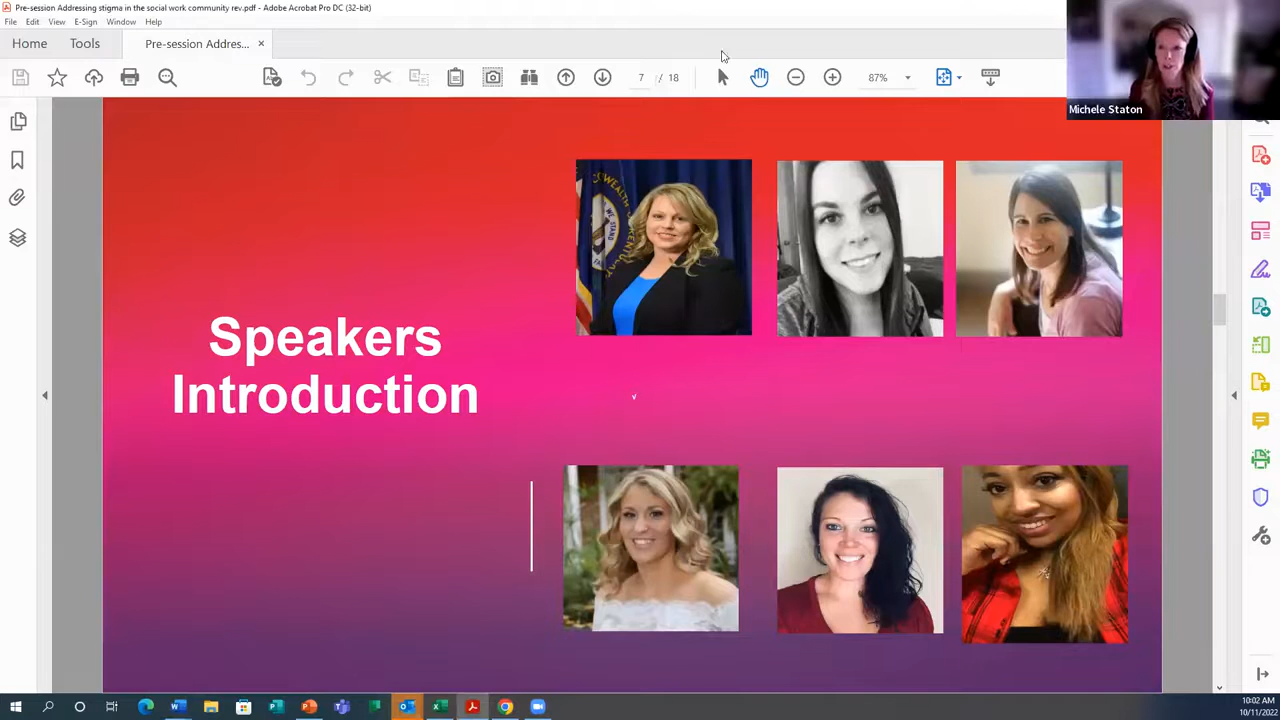 Pre-session Addressing stigma in the social work community rev.pdf - Adobe Acrobat Pro DC (32-bit)
File Edit View E-Sign Window Help
Home Tools Pre-session Addres... ×
7 / 18 87%
Michele Staton
Speakers
Introduction
10:02 AM
10/11/2022